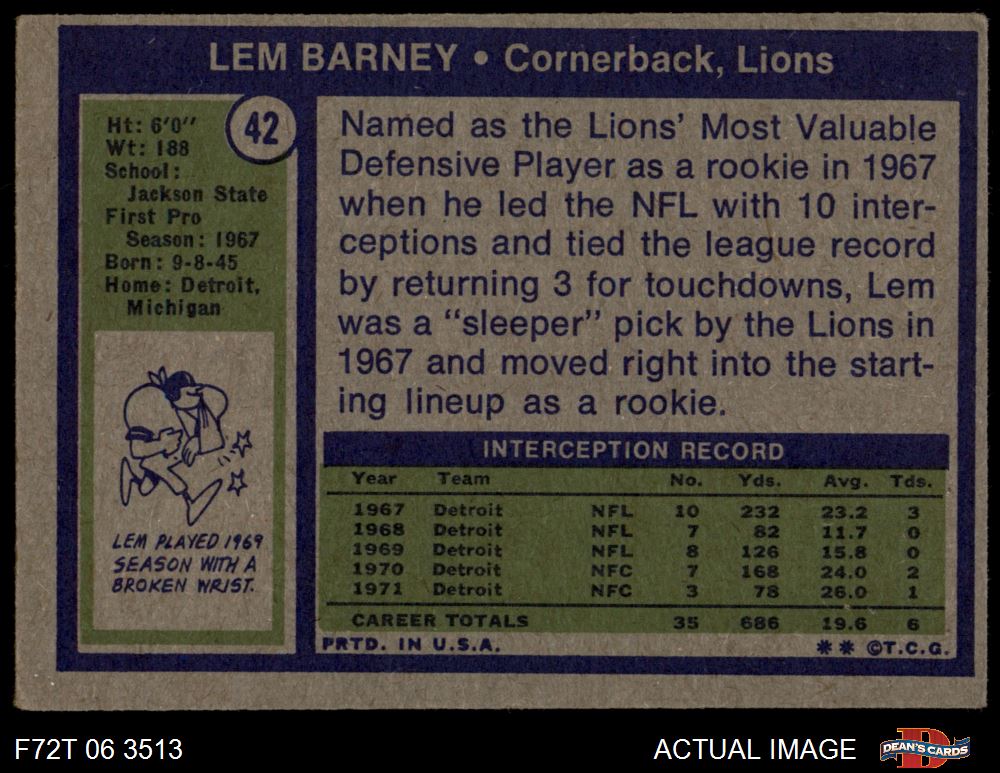 LEM BARNEY • Cornerback, Lions
42
Ht: 6'0"
Wt: 188
School:
Jackson State
First Pro
Season: 1967
Born: 9-8-45
Home: Detroit,
Michigan
LEM PLAYED 1969
SEASON WITH A
BROKEN WRIST.
Named as the Lions' Most Valuable
Defensive Player as a rookie in 1967
when he led the NFL with 10 inter-
ceptions and tied the league record
by returning 3 for touchdowns, Lem
was a "sleeper" pick by the Lions in
1967 and moved right into the start-
ing lineup as a rookie.
INTERCEPTION RECORD
Year Team No. Yds. Avg. Tds.
1967 Detroit NFL 10 232 23.2 3
1968 Detroit NFL 7 82 11.7 0
1969 Detroit NFL 8 126 15.8 0
1970 Detroit NFC 7 168 24.0 2
1971 Detroit NFC 3 78 26.0 1
CAREER TOTALS 35 686 19.6 6
PRTD. IN U.S.A. ** ©T.C.G.
F72T 06 3513 ACTUAL IMAGE DEAN'S CARDS